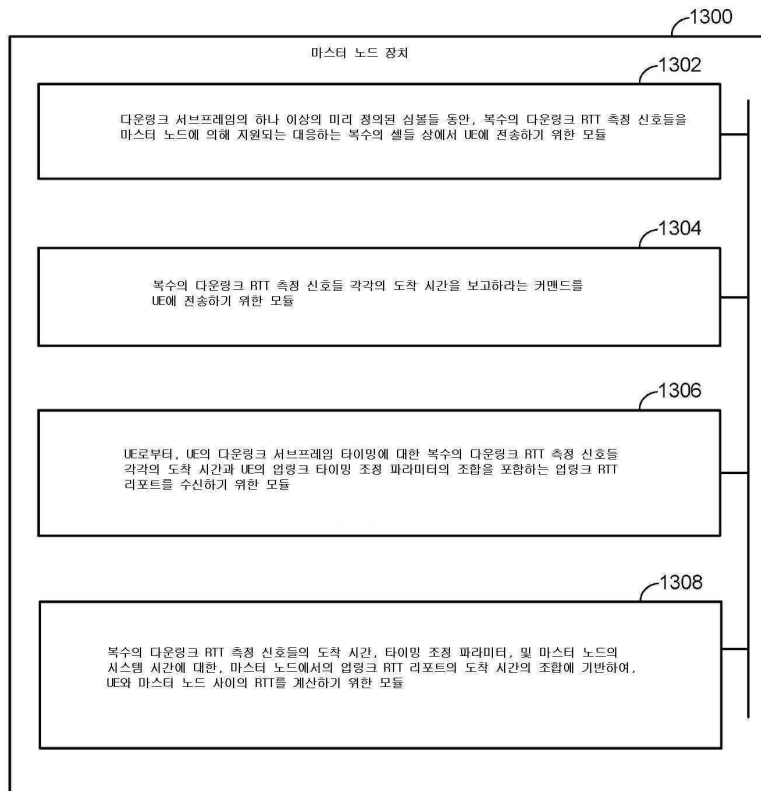 1300
마스터 노드 장치
1302
다운링크 서브프레임의 하나 이상의 미리 정의된 심볼들 동안, 복수의 다운링크 RTT 측정 신호들을
마스터 노드에 의해 지원되는 대응하는 복수의 셀들 상에서 UE에 전송하기 위한 모듈
1304
복수의 다운링크 RTT 측정 신호들 각각의 도착 시간을 보고하라는 커맨드를
UE에 전송하기 위한 모듈
1306
UE로부터, UE의 다운링크 서브프레임 타이밍에 대한 복수의 다운링크 RTT 측정 신호들
각각의 도착 시간과 UE의 업링크 타이밍 조정 파라미터의 조합을 포함하는 업링크 RTT
리포트를 수신하기 위한 모듈
1308
복수의 다운링크 RTT 측정 신호들의 도착 시간, 타이밍 조정 파라미터, 및 마스터 노드의
시스템 시간에 대한, 마스터 노드에서의 업링크 RTT 리포트의 도착 시간의 조합에 기반하여,
UE와 마스터 노드 사이의 RTT를 계산하기 위한 모듈